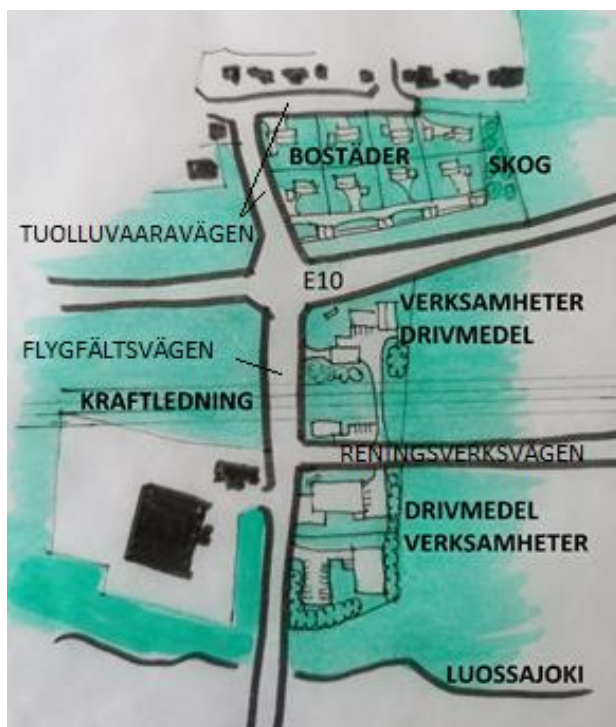 BOSTÄDER
SKOG
TUOLLUVAARAVÄGEN
E10
VERKSAMHETER
DRIVMEDEL
FLYGFÄLTSVÄGEN
KRAFTLEDNING
RENINGSVERKSVÄGEN
DRIVMEDEL
VERKSAMHETER
LUOSSAJOKI